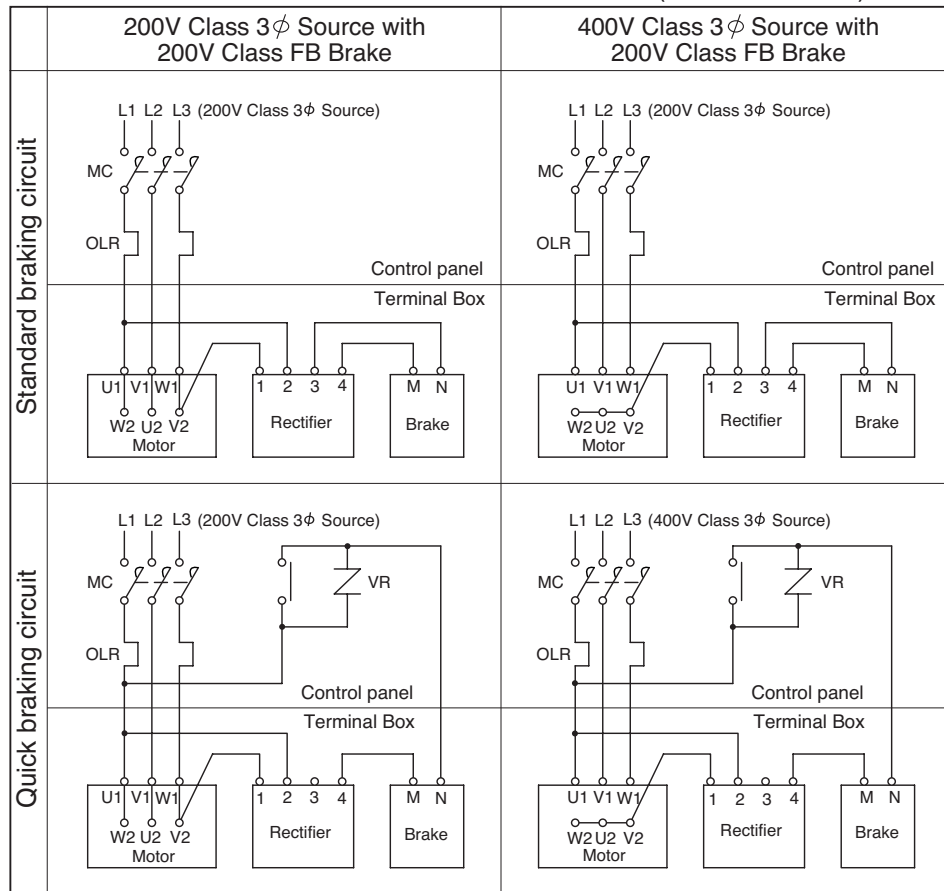 200V Class 3ϕ Source with
200V Class FB Brake
400V Class 3ϕ Source with
200V Class FB Brake
Standard braking circuit
L1 L2 L3 (200V Class 3ϕ Source)
MC
OLR
Control panel
Terminal Box
U1 V1 W1
1 2 3 4
M N
W2 U2 V2
Motor
Rectifier
Brake
L1 L2 L3 (200V Class 3ϕ Source)
MC
OLR
Control panel
Terminal Box
U1 V1 W1
1 2 3 4
M N
W2 U2 V2
Motor
Rectifier
Brake
Quick braking circuit
L1 L2 L3 (200V Class 3ϕ Source)
MC
VR
OLR
Control panel
Terminal Box
U1 V1 W1
1 2 3 4
M N
W2 U2 V2
Motor
Rectifier
Brake
L1 L2 L3 (400V Class 3ϕ Source)
MC
VR
OLR
Control panel
Terminal Box
U1 V1 W1
1 2 3 4
M N
W2 U2 V2
Motor
Rectifier
Brake